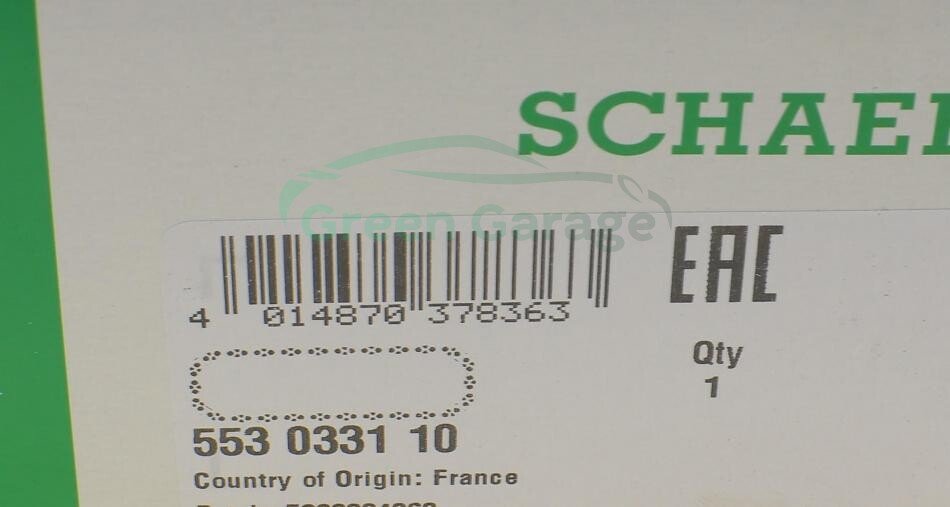 SCHAE
Green Garage
EAC
4 014870 378363
Qty
1
553 0331 10
Country of Origin: France